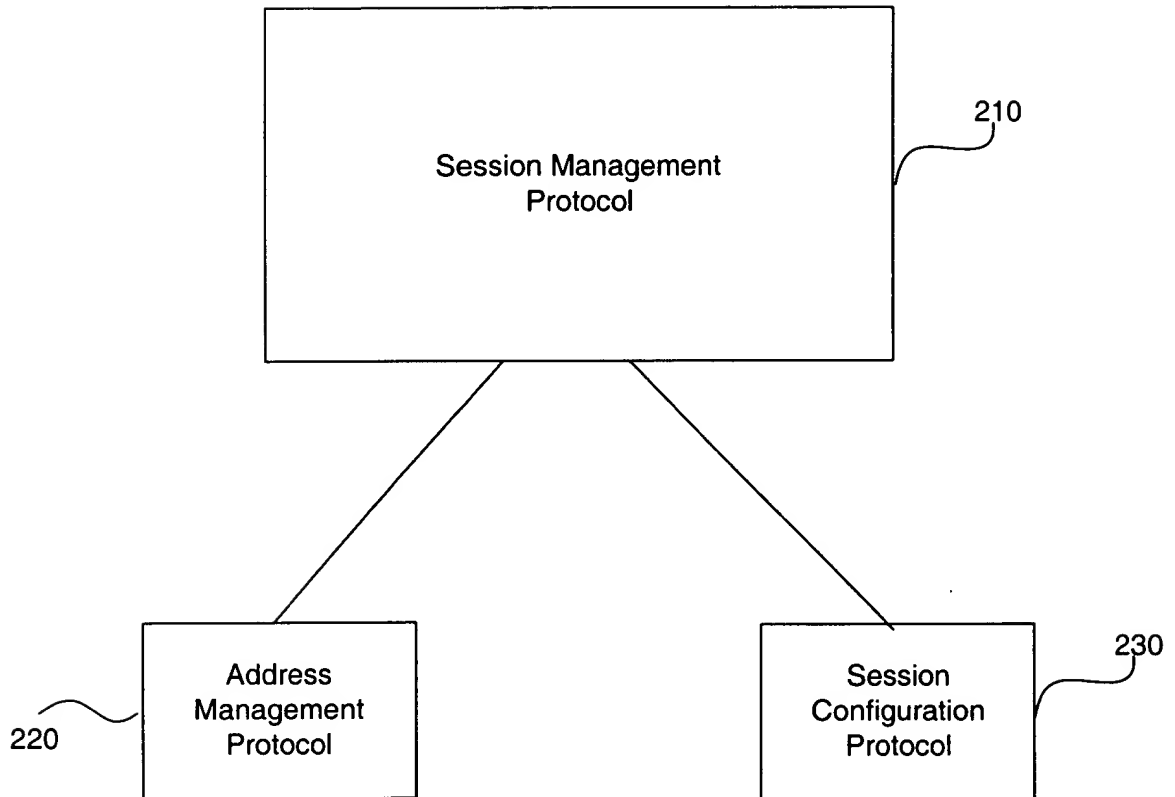 Session Management
Protocol
210
Address
Management
Protocol
220
Session
Configuration
Protocol
230